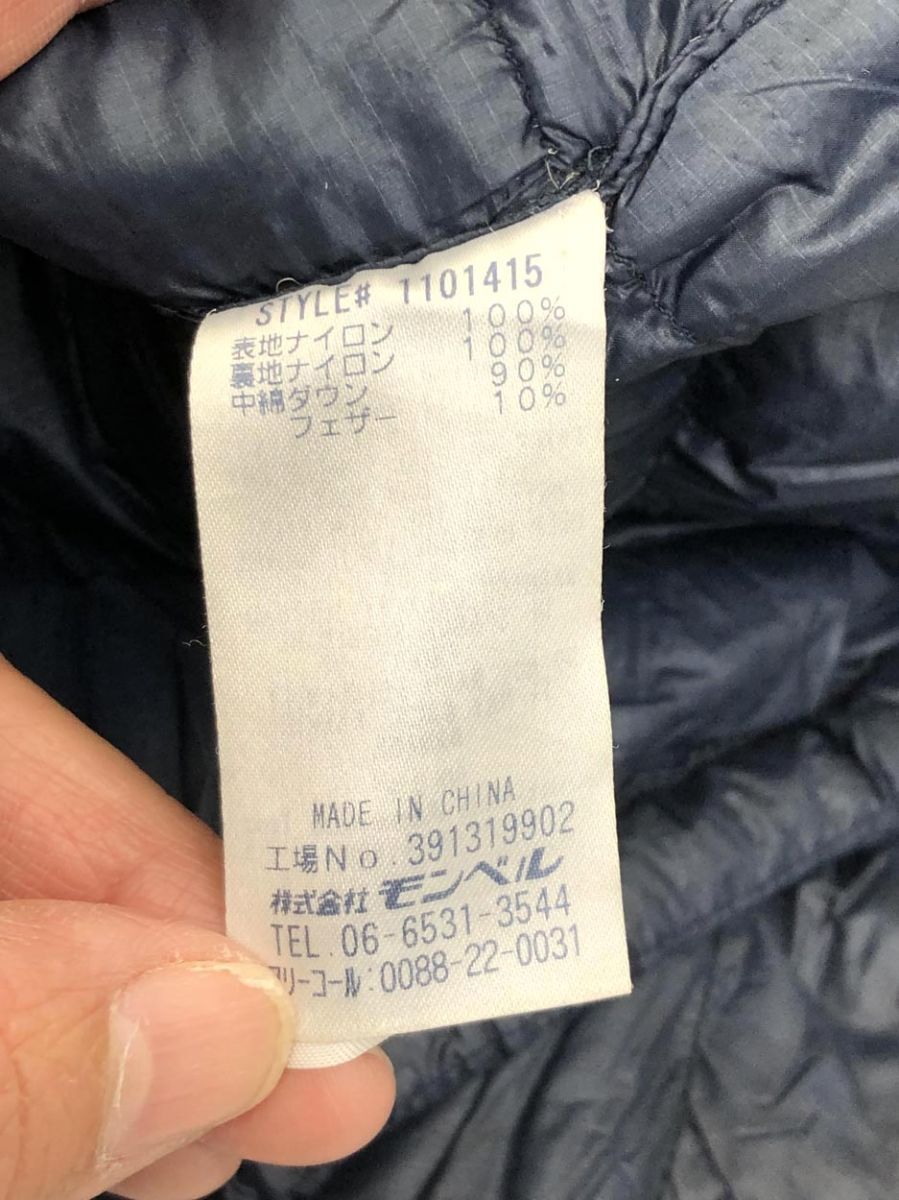 STYLE# 1101415
表地ナイロン 100%
裏地ナイロン 100%
中綿ダウン 90%
フェザー 10%
MADE IN CHINA
工場No.391319902
株式会社モンベル
TEL.06-6531-3544
フリーコール:0088-22-0031